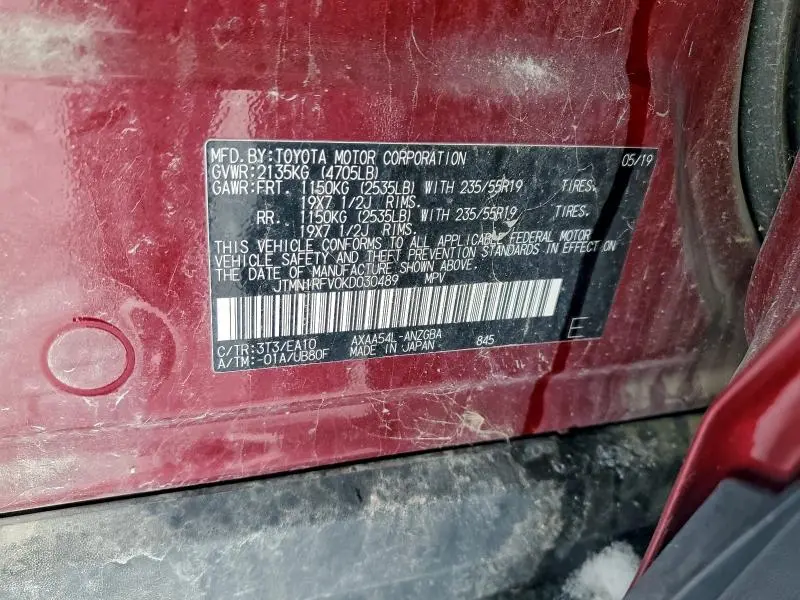 MFD.BY:TOYOTA MOTOR CORPORATION 05/19
GVWR:2135KG (4705LB)
GAWR:FRT. 1150KG (2535LB) WITH 235/55R19 TIRES.
19X7 1/2J RIMS.
RR. 1150KG (2535LB) WITH 235/55R19 TIRES.
19X7 1/2J RIMS.
THIS VEHICLE CONFORMS TO ALL APPLICABLE FEDERAL MOTOR
VEHICLE SAFETY AND THEFT PREVENTION STANDARDS IN EFFECT ON
THE DATE OF MANUFACTURE SHOWN ABOVE.
JTMN1RFV0KD030489 MPV
C/TR:3T3/EA10 AXAA54L-ANZGBA 845 E
A/TM:-01A/UB80F MADE IN JAPAN